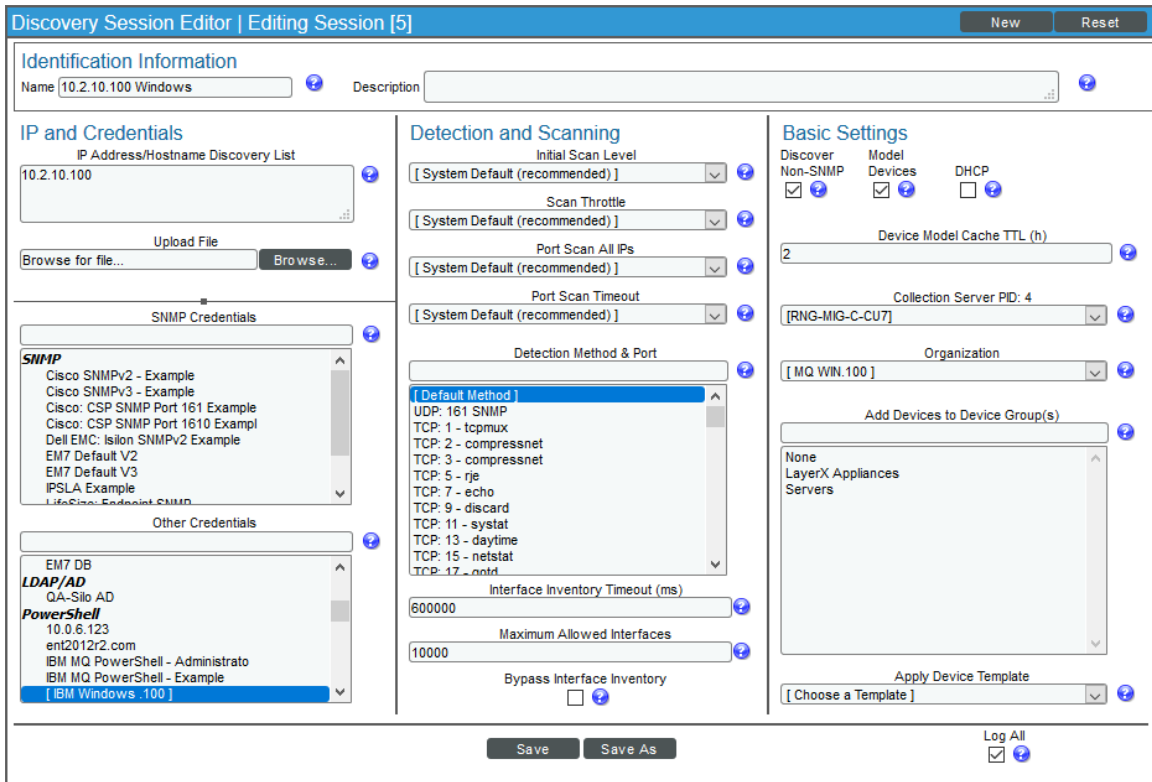 Discovery Session Editor | Editing Session [5]
New
Reset
Identification Information
Name 10.2.10.100 Windows
Description
IP and Credentials
IP Address/Hostname Discovery List
10.2.10.100
Upload File
Browse for file...
Browse...
SNMP Credentials
SNMP
Cisco SNMPv2 - Example
Cisco SNMPv3 - Example
Cisco: CSP SNMP Port 161 Example
Cisco: CSP SNMP Port 1610 Exampl
Dell EMC: Isilon SNMPv2 Example
EM7 Default V2
EM7 Default V3
IPSLA Example
LifeSize: Endpoint SNMP
Other Credentials
EM7 DB
LDAP/AD
QA-Silo AD
PowerShell
10.0.6.123
ent2012r2.com
IBM MQ PowerShell - Administrato
IBM MQ PowerShell - Example
[ IBM Windows .100 ]
Detection and Scanning
Initial Scan Level
[ System Default (recommended) ]
Scan Throttle
[ System Default (recommended) ]
Port Scan All IPs
[ System Default (recommended) ]
Port Scan Timeout
[ System Default (recommended) ]
Detection Method & Port
[ Default Method ]
UDP: 161 SNMP
TCP: 1 - tcpmux
TCP: 2 - compressnet
TCP: 3 - compressnet
TCP: 5 - rje
TCP: 7 - echo
TCP: 9 - discard
TCP: 11 - systat
TCP: 13 - daytime
TCP: 15 - netstat
TCP: 17 - qotd
Interface Inventory Timeout (ms)
600000
Maximum Allowed Interfaces
10000
Bypass Interface Inventory
Basic Settings
Discover
Non-SNMP
Model
Devices
DHCP
Device Model Cache TTL (h)
2
Collection Server PID: 4
[RNG-MIG-C-CU7]
Organization
[ MQ WIN.100 ]
Add Devices to Device Group(s)
None
LayerX Appliances
Servers
Apply Device Template
[ Choose a Template ]
Save
Save As
Log All